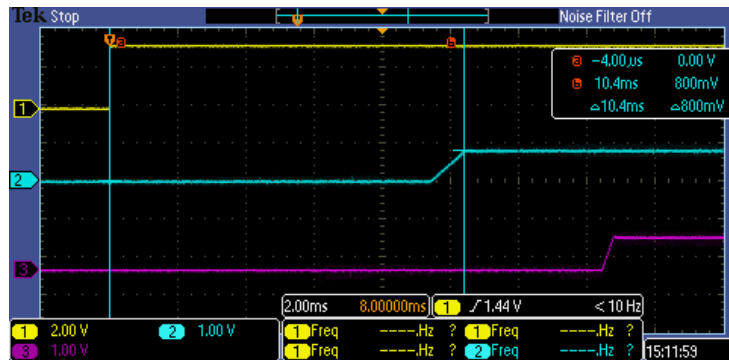 Tek Stop
Noise Filter Off
a
b
a -4.00µs 0.00 V
b 10.4ms 800mV
△10.4ms △800mV
1
2
3
2.00ms 8.00000ms 1 ∫ 1.44 V < 10 Hz
1 2.00 V 2 1.00 V 1 Freq ----.Hz ? 1 Freq ----.Hz ?
3 1.00 V 1 Freq ----.Hz ? 2 Freq ----.Hz ?
15:11:59